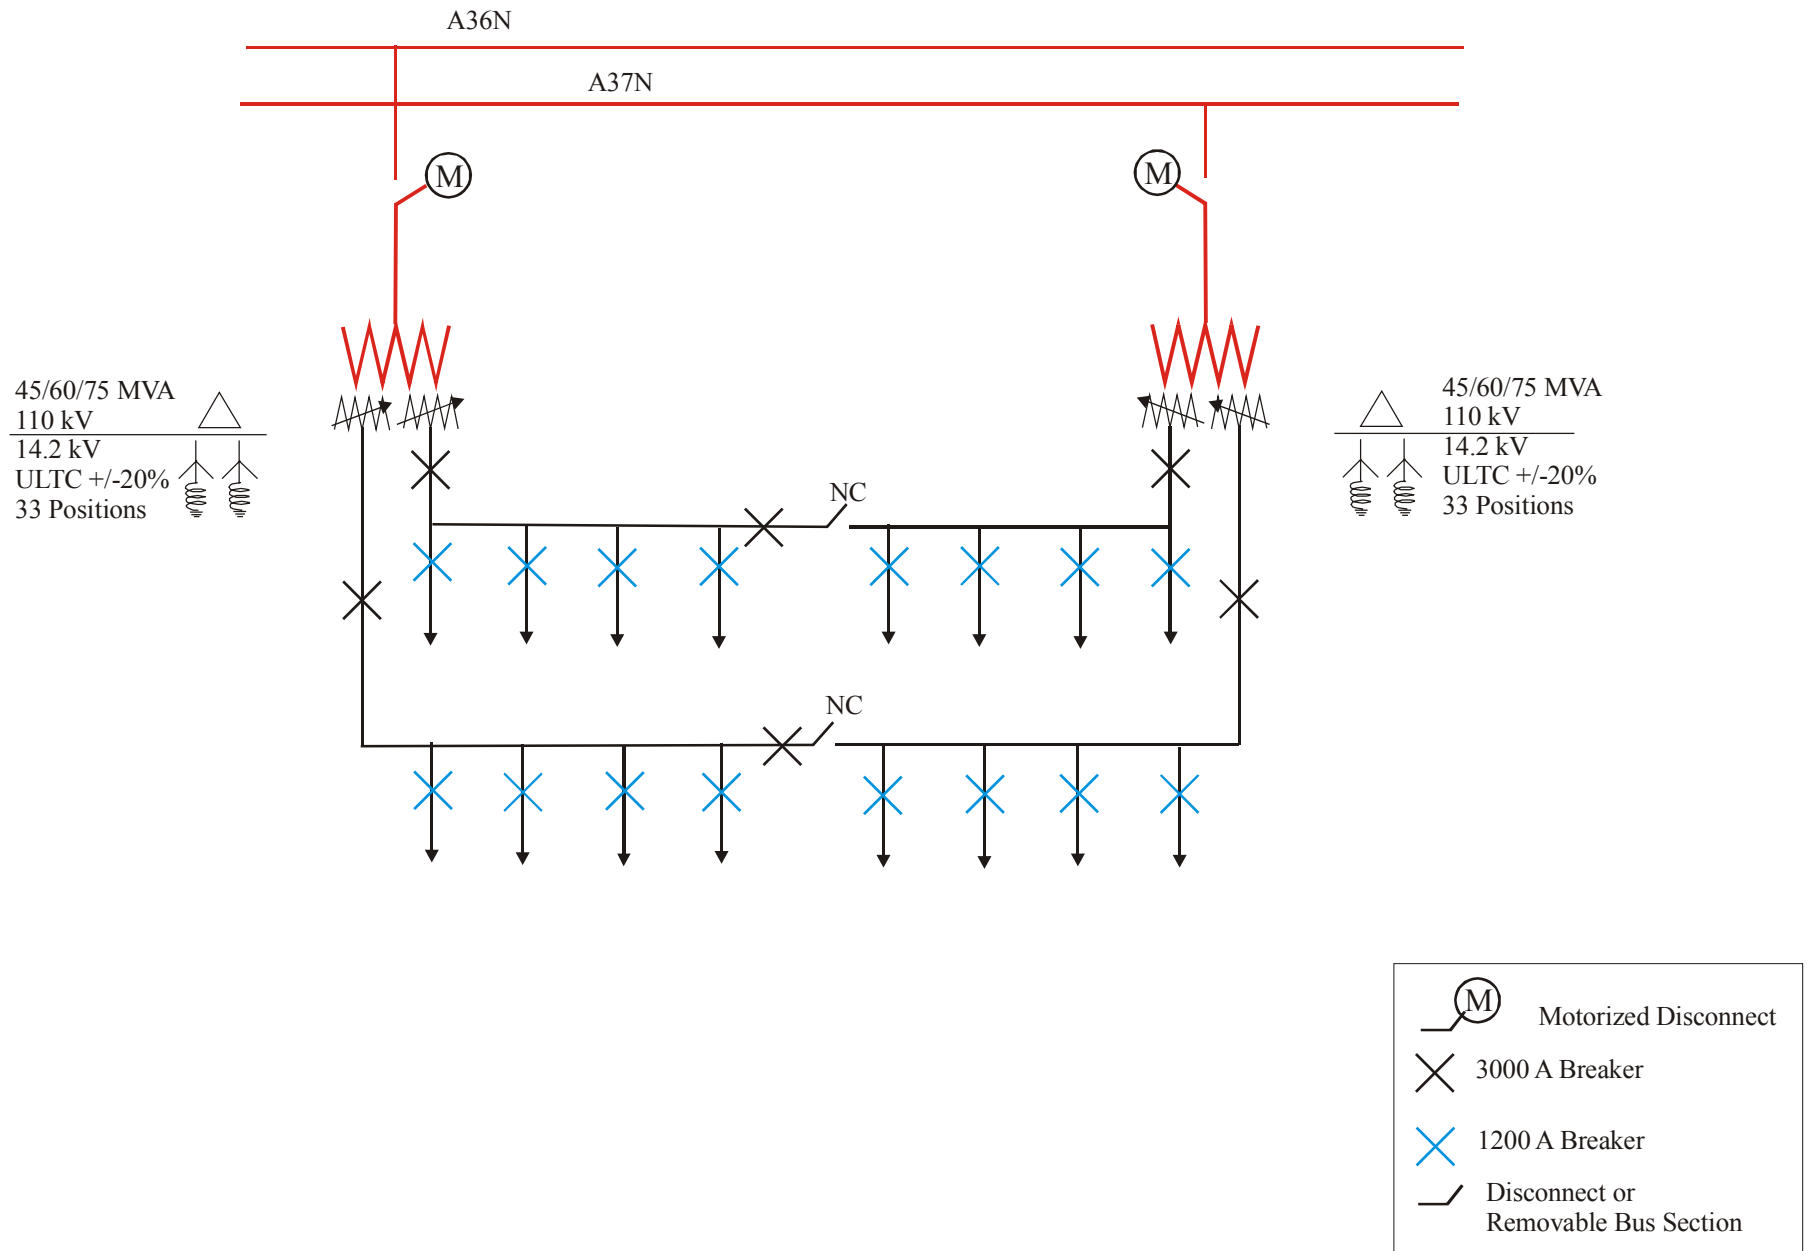 A36N
A37N
M
M
45/60/75 MVA
110 kV
14.2 kV
ULTC +/-20%
33 Positions
45/60/75 MVA
110 kV
14.2 kV
ULTC +/-20%
33 Positions
NC
NC
M
Motorized Disconnect
3000 A Breaker
1200 A Breaker
Disconnect or
Removable Bus Section